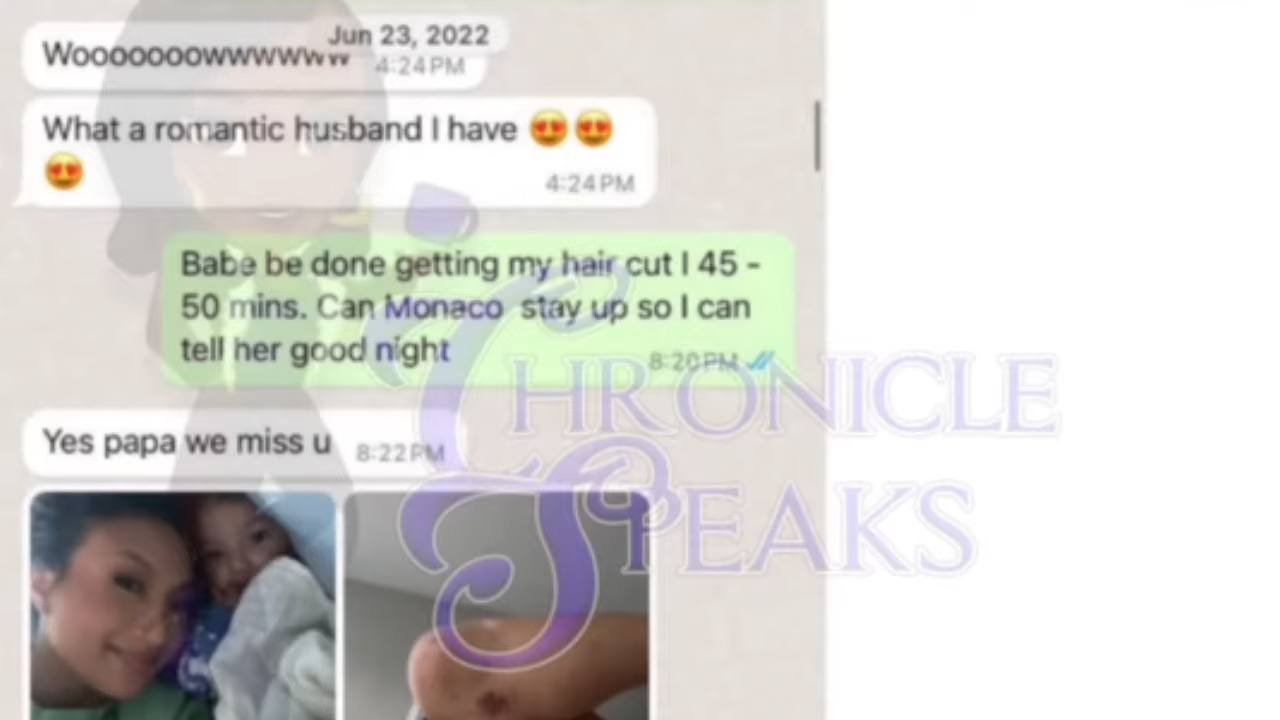 Jun 23, 2022
Wooooooowwwwww 4:24 PM
What a romantic husband I have 😍😍
😍 4:24 PM
Babe be done getting my hair cut I 45 -
50 mins. Can Monaco stay up so I can
tell her good night 8:20 PM
Yes papa we miss u 8:22 PM
CHRONICLE
SPEAKS